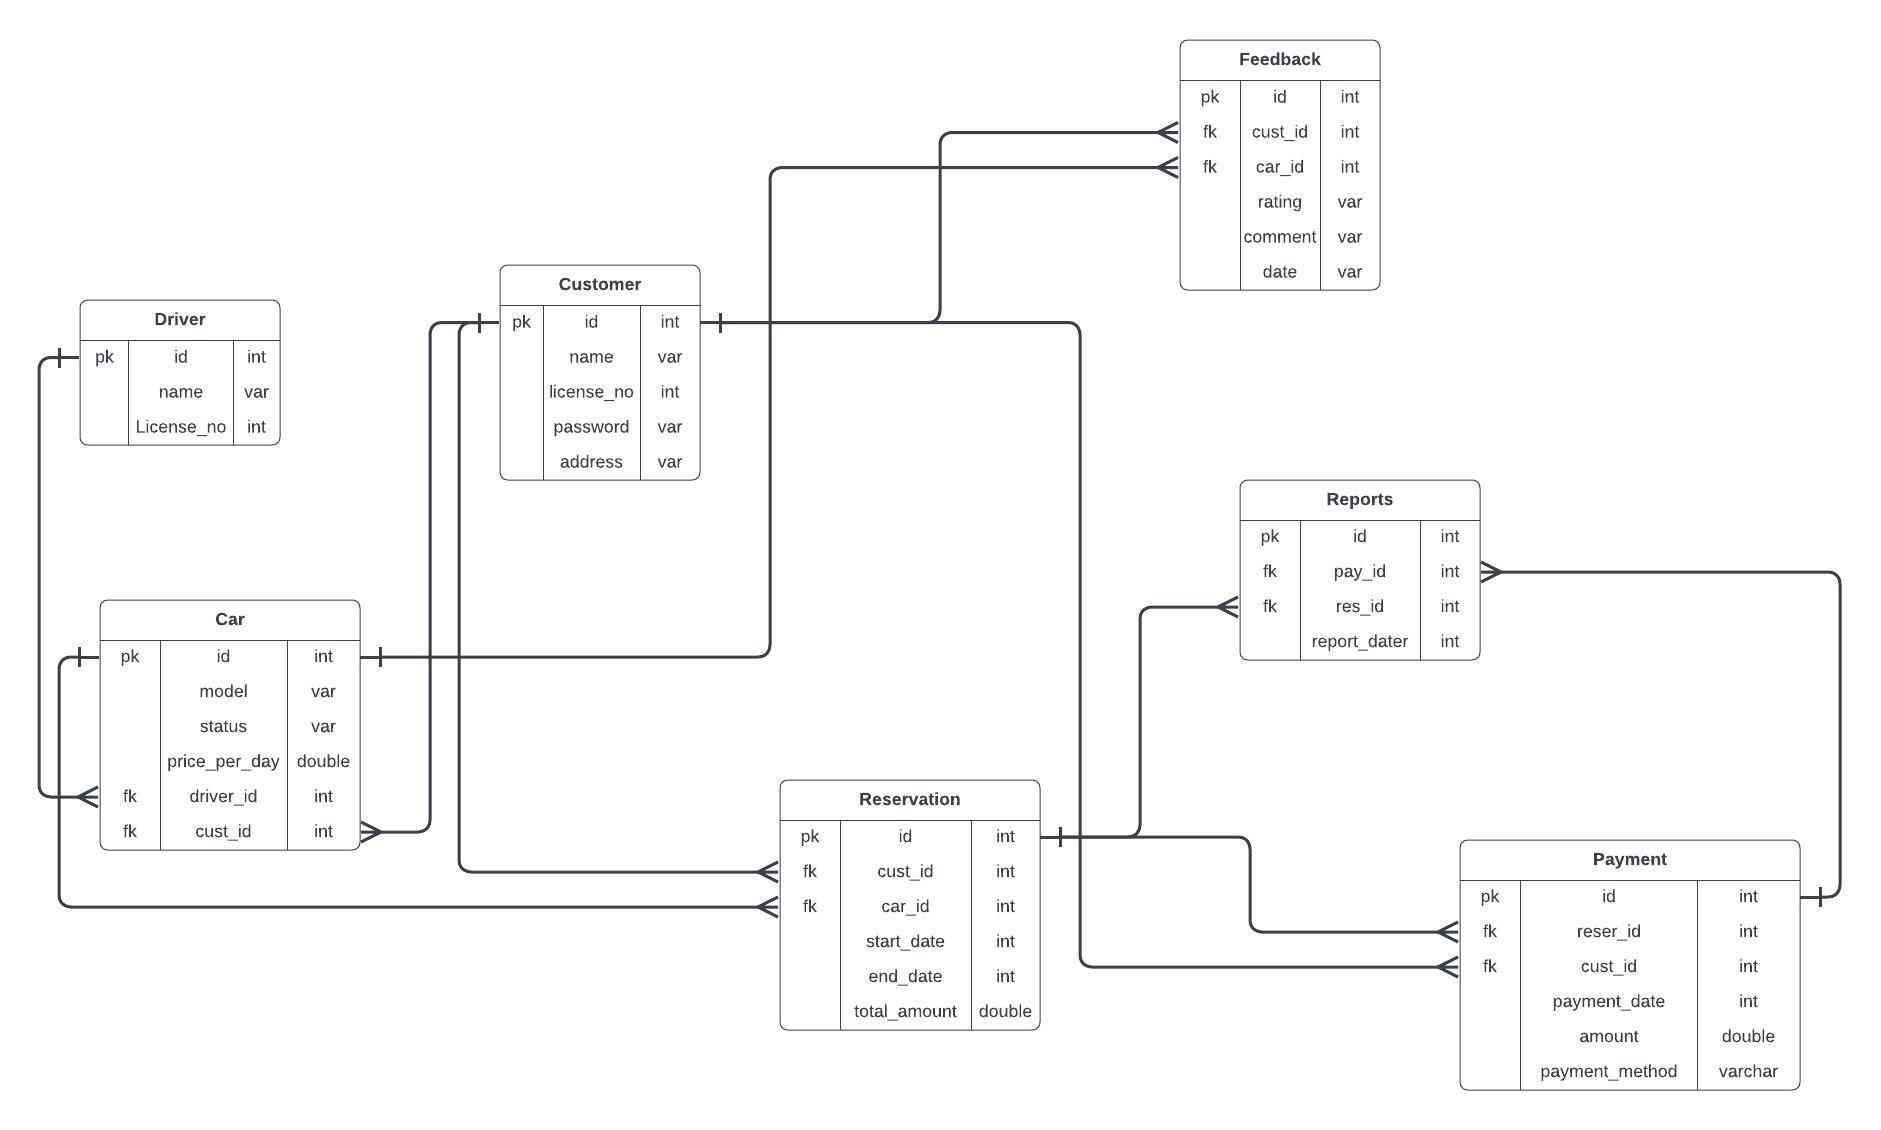 Feedback
pk id int
fk cust_id int
fk car_id int
rating var
comment var
date var
Customer
pk id int
name var
license_no int
password var
address var
Driver
pk id int
name var
License_no int
Reports
pk id int
fk pay_id int
fk res_id int
report_dater int
Car
pk id int
model var
status var
price_per_day double
fk driver_id int
fk cust_id int
Reservation
pk id int
fk cust_id int
fk car_id int
start_date int
end_date int
total_amount double
Payment
pk id int
fk reser_id int
fk cust_id int
payment_date int
amount double
payment_method varchar